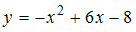 y = −x² + 6x − 8